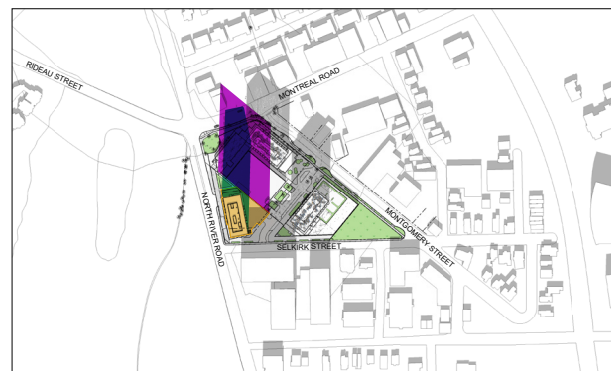 RIDEAU STREET
MONTREAL ROAD
NORTH RIVER ROAD
MONTGOMERY STREET
SELKIRK STREET